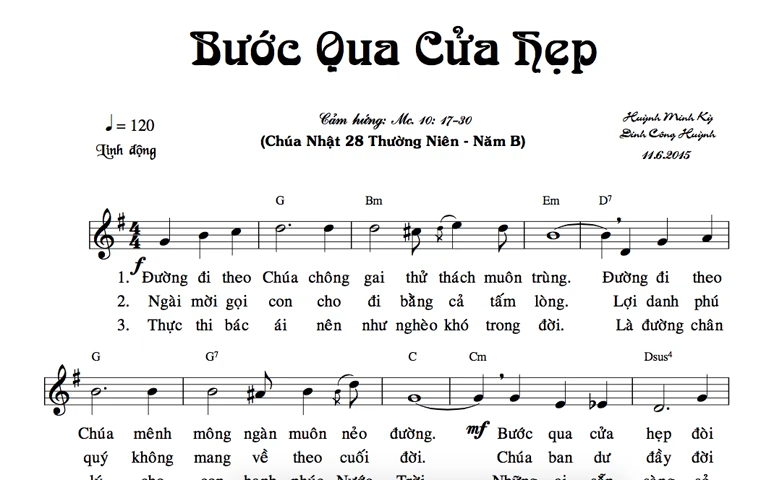 Bước Qua Cửa Hẹp
Cảm hứng: Mc. 10: 17-30
Huỳnh Minh Kỳ
= 120
(Chúa Nhật 28 Thường Niên - Năm B)
Đinh Công Huỳnh
Linh động
11.6.2015
G Bm Em D7
4/4
f
1. Đường đi theo Chúa chông gai thử thách muôn trùng. Đường đi theo
2. Ngài mời gọi con cho đi bằng cả tấm lòng. Lợi danh phú
3. Thực thi bác ái nên như nghèo khó trong đời. Là đường chân
G G7 C Cm Dsus4
mf
Chúa mênh mông ngàn muôn nẻo đường. Bước qua cửa hẹp đòi
quý không mang về theo cuối đời. Chúa ban dư đầy đời